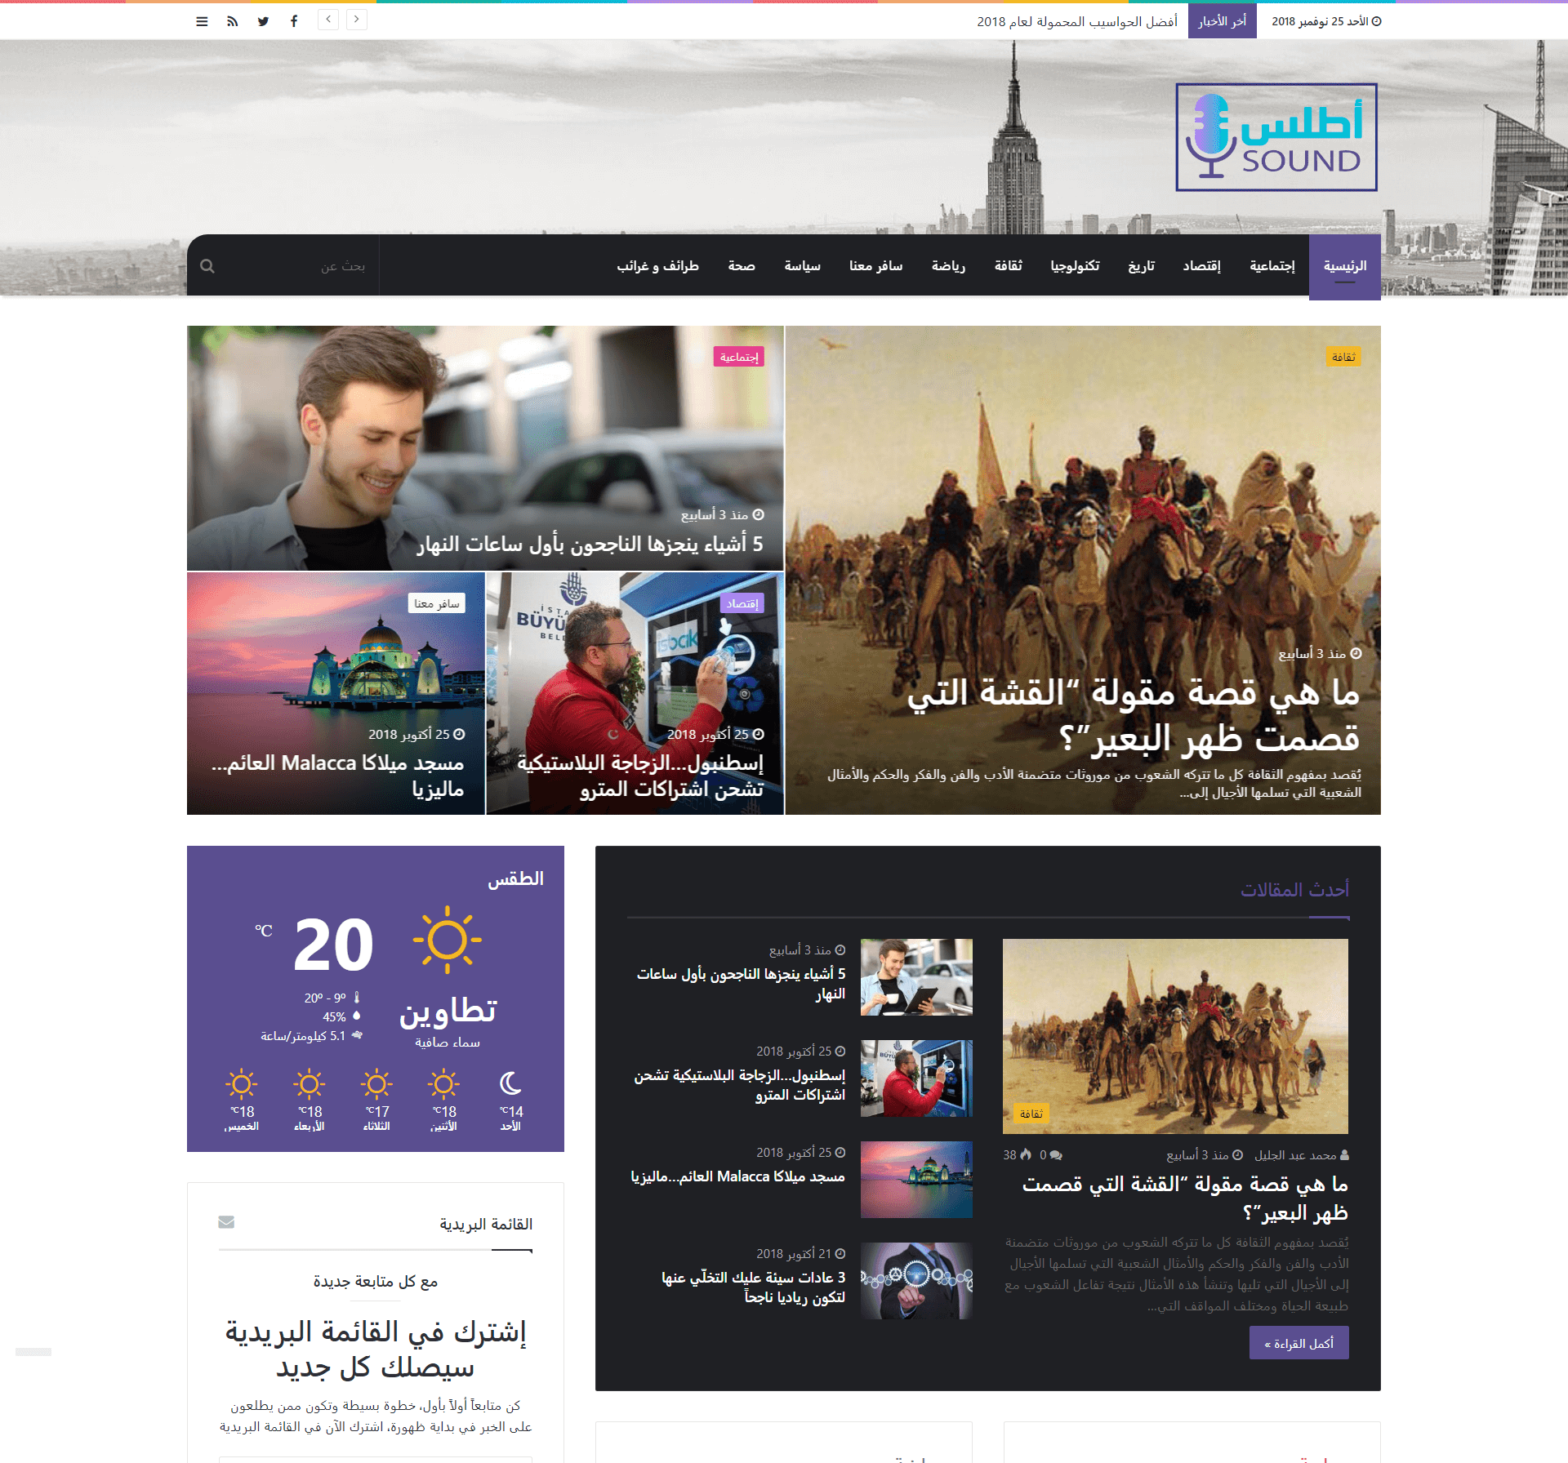 الأحد 25 نوفمبر 2018
أخر الأخبار
أفضل الحواسيب المحمولة لعام 2018
أطلس
SOUND
الرئيسية
إجتماعية
إقتصاد
تاريخ
تكنولوجيا
ثقافة
رياضة
سافر معنا
سياسة
صحة
طرائف و غرائب
بحث عن
ثقافة
منذ 3 أسابيع
ما هي قصة مقولة “القشة التي
قصمت ظهر البعير”؟
يُقصد بمفهوم الثقافة كل ما تتركه الشعوب من موروثات متضمنة الأدب والفن والفكر والحكم والأمثال
الشعبية التي تسلمها الأجيال إلى...
إجتماعية
منذ 3 أسابيع
5 أشياء ينجزها الناجحون بأول ساعات النهار
إقتصاد
İSTA
BÜYÜ
BELE
isbak
25 أكتوبر 2018
إسطنبول...الزجاجة البلاستيكية
تشحن اشتراكات المترو
سافر معنا
25 أكتوبر 2018
مسجد ميلاكا Malacca العائم...
ماليزيا
أحدث المقالات
ثقافة
محمد عبد الجليل
منذ 3 أسابيع
0
38
ما هي قصة مقولة “القشة التي قصمت
ظهر البعير”؟
يُقصد بمفهوم الثقافة كل ما تتركه الشعوب من موروثات متضمنة
الأدب والفن والفكر والحكم والأمثال الشعبية التي تسلمها الأجيال
إلى الأجيال التي تليها وتنشأ هذه الأمثال نتيجة تفاعل الشعوب مع
طبيعة الحياة ومختلف المواقف التي...
أكمل القراءة »
منذ 3 أسابيع
5 أشياء ينجزها الناجحون بأول ساعات
النهار
25 أكتوبر 2018
إسطنبول...الزجاجة البلاستيكية تشحن
اشتراكات المترو
25 أكتوبر 2018
مسجد ميلاكا Malacca العائم...ماليزيا
21 أكتوبر 2018
3 عادات سيئة عليك التخلّي عنها
لتكون رياديا ناجحاً
الطقس
20
℃
تطاوين
سماء صافية
20º - 9º
45%
5.1 كيلومتر/ساعة
14℃
الأحد
18℃
الأثنين
17℃
الثلاثاء
18℃
الأربعاء
18℃
الخميس
القائمة البريدية
مع كل متابعة جديدة
إشترك في القائمة البريدية
سيصلك كل جديد
كن متابعاً أولاً بأول، خطوة بسيطة وتكون ممن يطلعون
على الخبر في بداية ظهورة، اشترك الآن في القائمة البريدية